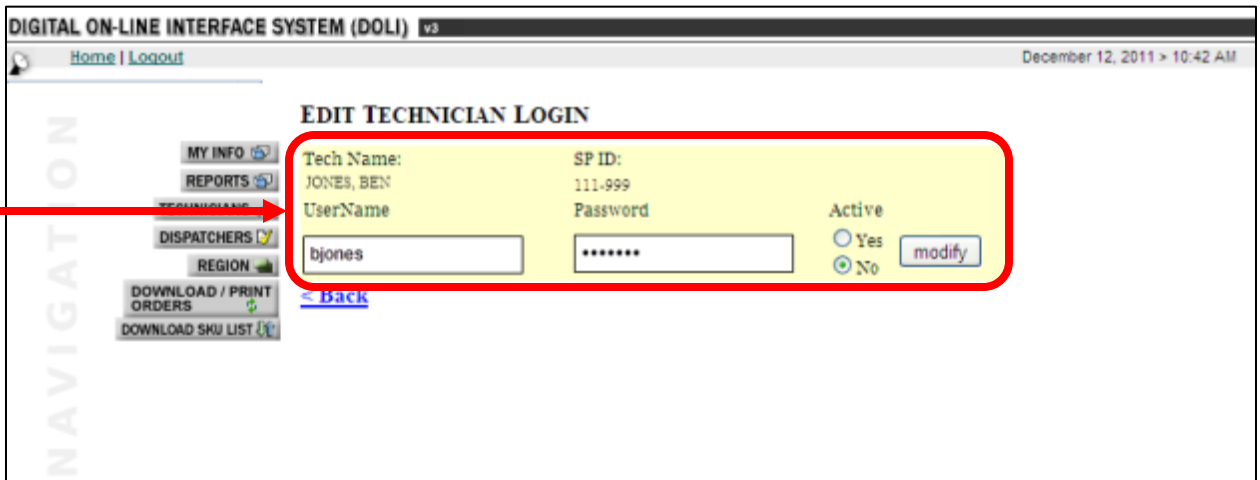 DIGITAL ON-LINE INTERFACE SYSTEM (DOLI) v3
Home | Logout December 12, 2011 > 10:42 AM
NAVIGATION
MY INFO
REPORTS
TECHNICIANS
DISPATCHERS
REGION
DOWNLOAD / PRINT
ORDERS
DOWNLOAD SKU LIST
EDIT TECHNICIAN LOGIN
Tech Name: SP ID:
JONES, BEN 111-999
UserName Password Active
bjones ••••••• Yes
No
modify
< Back